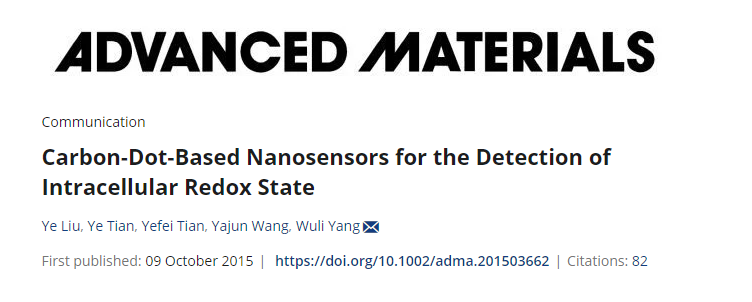 ADVANCED MATERIALS
Communication
Carbon-Dot-Based Nanosensors for the Detection of
Intracellular Redox State
Ye Liu, Ye Tian, Yefei Tian, Yajun Wang, Wuli Yang
First published: 09 October 2015 | https://doi.org/10.1002/adma.201503662 | Citations: 82